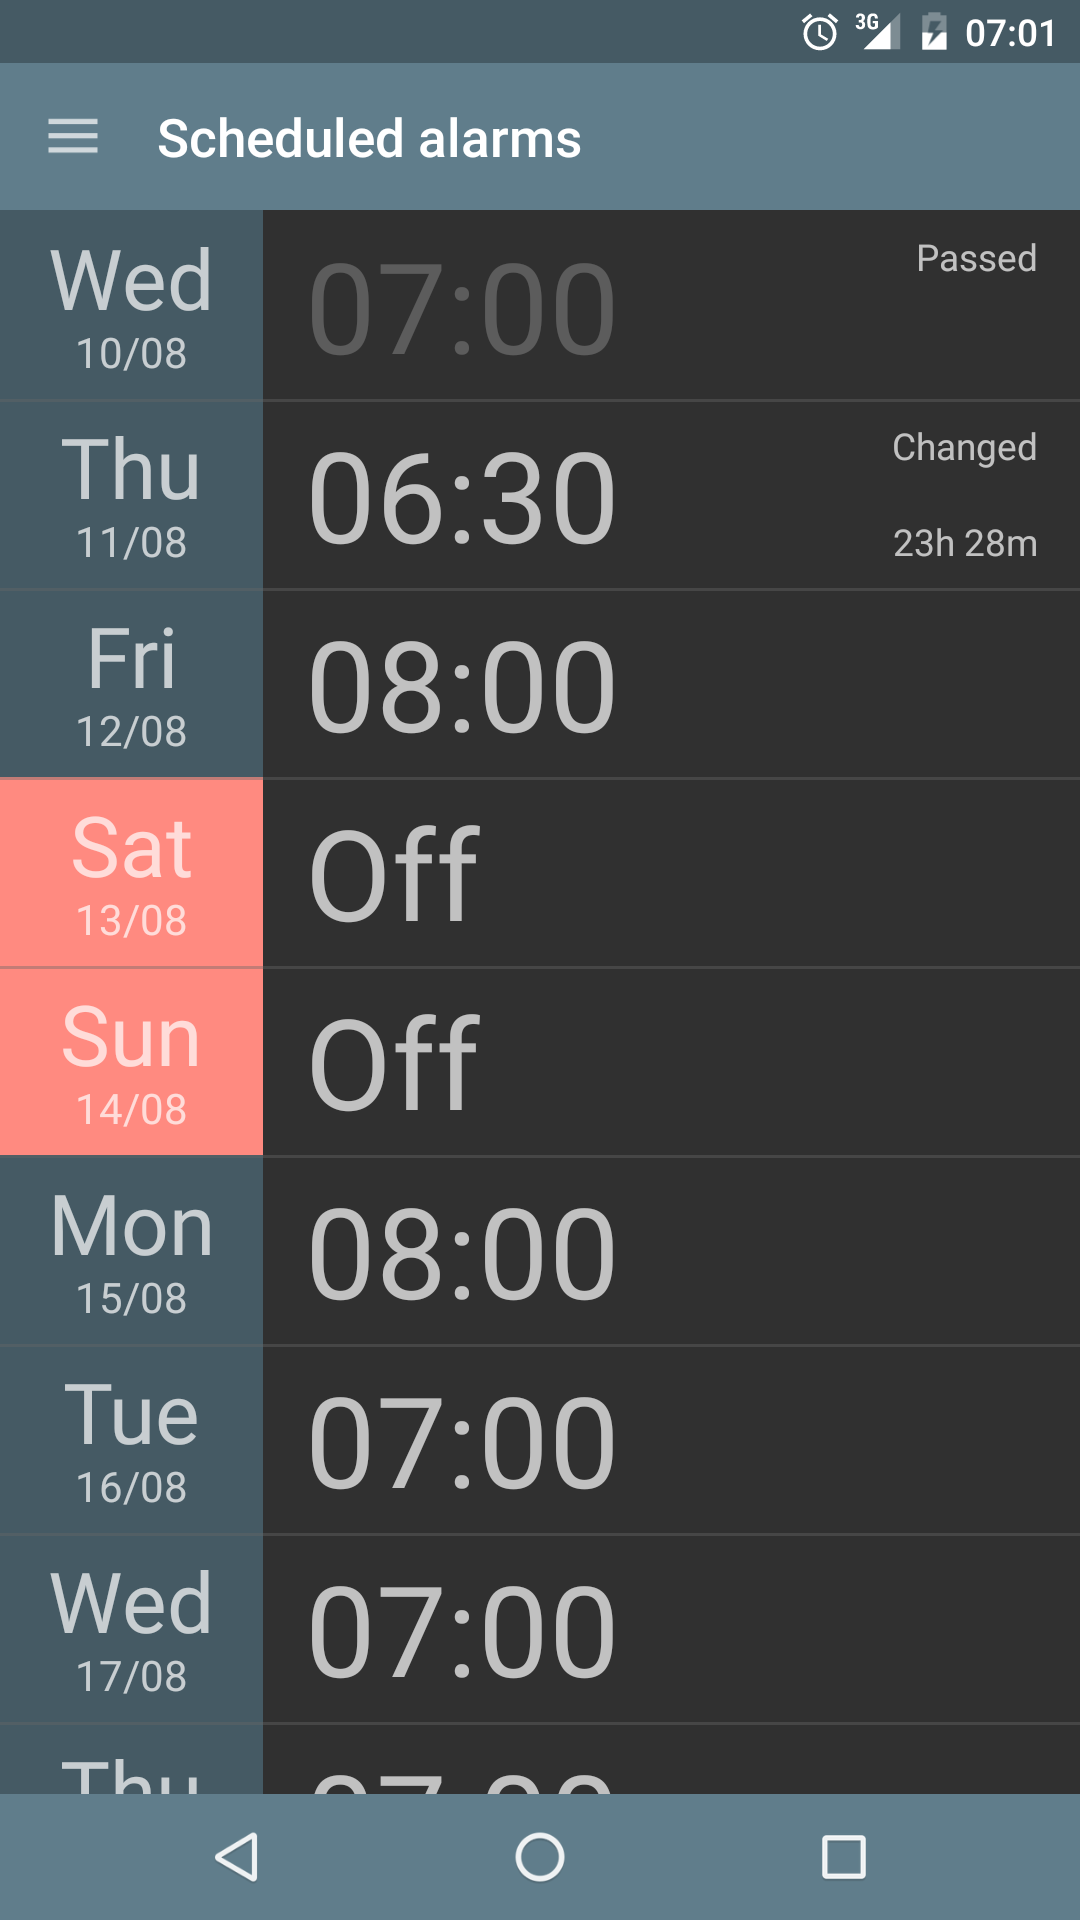 3G 07:01
Scheduled alarms
Wed 07:00 Passed
10/08
Thu 06:30 Changed
11/08 23h 28m
Fri 08:00
12/08
Sat Off
13/08
Sun Off
14/08
Mon 08:00
15/08
Tue 07:00
16/08
Wed 07:00
17/08
Thu